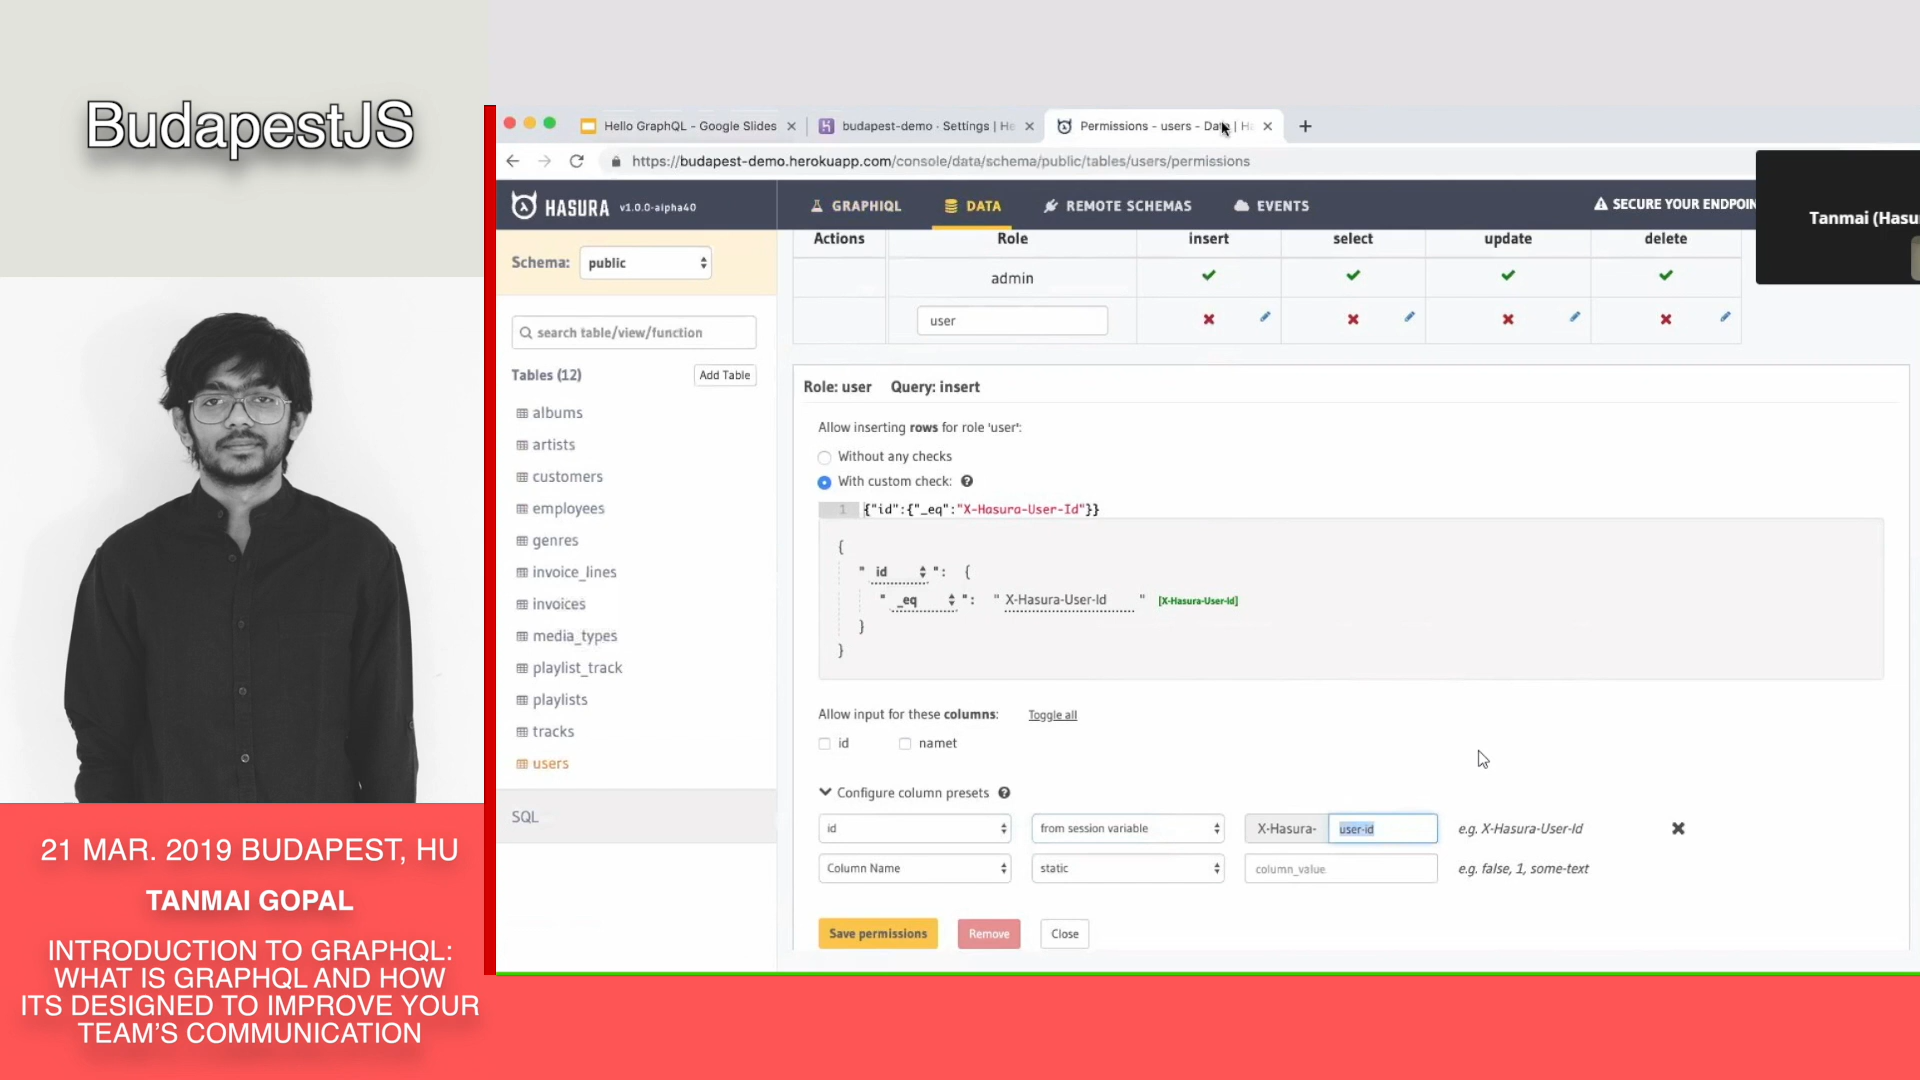 BudapestJS
21 MAR. 2019 BUDAPEST, HU
TANMAI GOPAL
INTRODUCTION TO GRAPHQL:
WHAT IS GRAPHQL AND HOW
ITS DESIGNED TO IMPROVE YOUR
TEAM'S COMMUNICATION
Hello GraphQL - Google Slides
budapest-demo · Settings | He
Permissions - users - Data | Ha
https://budapest-demo.herokuapp.com/console/data/schema/public/tables/users/permissions
HASURA v1.0.0-alpha40
GRAPHIQL
DATA
REMOTE SCHEMAS
EVENTS
SECURE YOUR ENDPOIN
Tanmai (Hasu
Schema: public
search table/view/function
Tables (12) Add Table
albums
artists
customers
employees
genres
invoice_lines
invoices
media_types
playlist_track
playlists
tracks
users
SQL
Actions Role insert select update delete
admin
user
Role: user Query: insert
Allow inserting rows for role 'user':
Without any checks
With custom check:
1 {"id":{"_eq":"X-Hasura-User-Id"}}
{
" id ": {
" _eq ": " X-Hasura-User-Id " [X-Hasura-User-Id]
}
}
Allow input for these columns: Toggle all
id namet
Configure column presets
id from session variable X-Hasura- user-id e.g. X-Hasura-User-Id
Column Name static column_value e.g. false, 1, some-text
Save permissions Remove Close